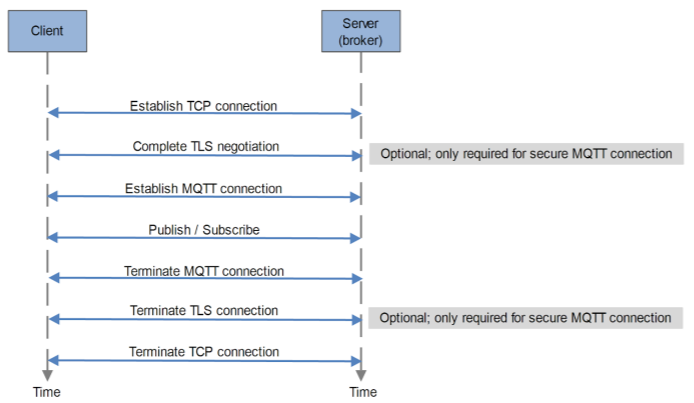 Client
Server
(broker)
Establish TCP connection
Complete TLS negotiation
Optional; only required for secure MQTT connection
Establish MQTT connection
Publish / Subscribe
Terminate MQTT connection
Terminate TLS connection
Optional; only required for secure MQTT connection
Terminate TCP connection
Time
Time